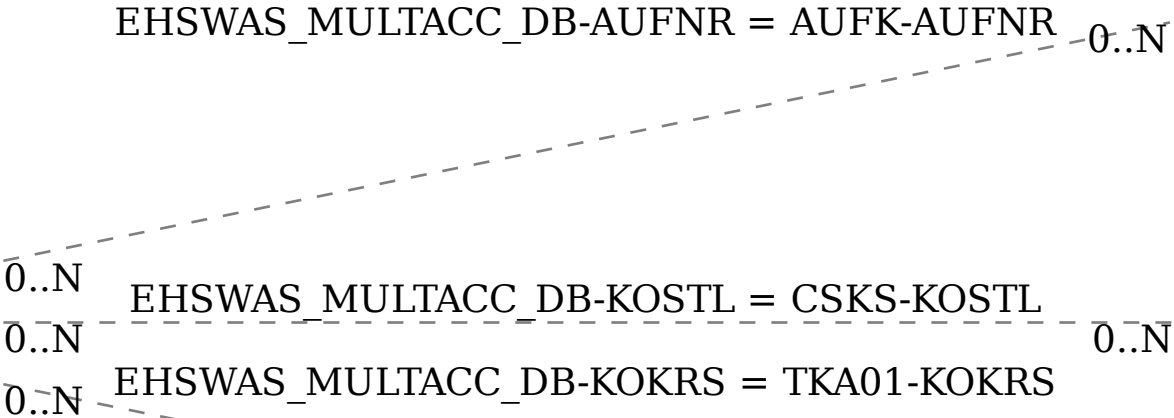 EHSWAS_MULTACC_DB-AUFNR = AUFK-AUFNR
0..N
0..N
EHSWAS_MULTACC_DB-KOSTL = CSKS-KOSTL
0..N
0..N
EHSWAS_MULTACC_DB-KOKRS = TKA01-KOKRS
0..N